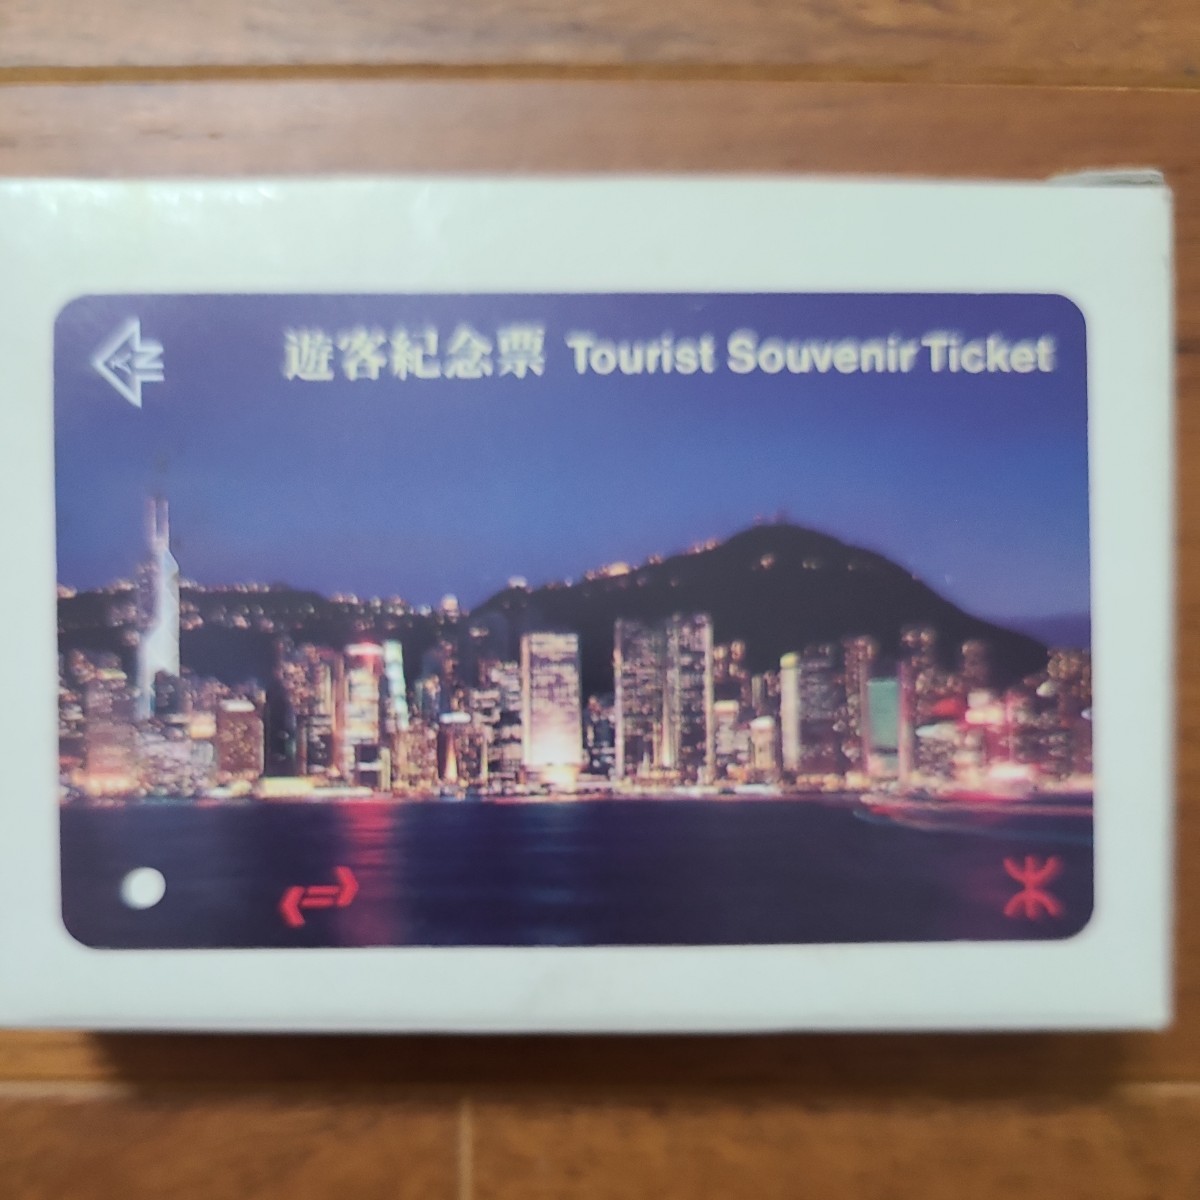 遊客紀念票 Tourist Souvenir Ticket